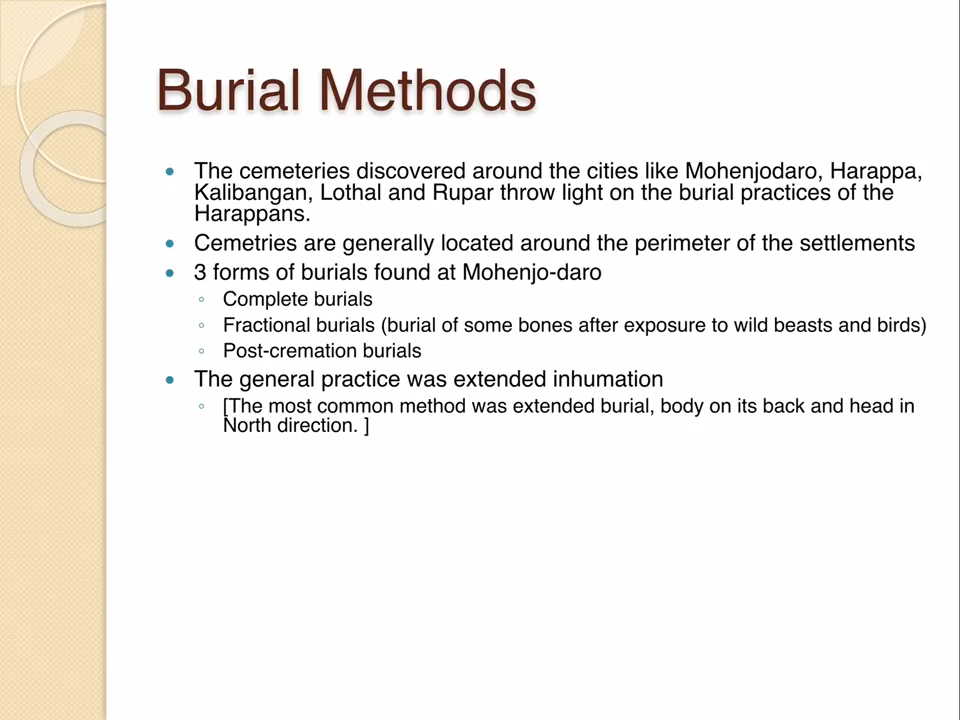 Burial Methods
• The cemeteries discovered around the cities like Mohenjodaro, Harappa,
Kalibangan, Lothal and Rupar throw light on the burial practices of the
Harappans.
• Cemetries are generally located around the perimeter of the settlements
• 3 forms of burials found at Mohenjo-daro
◦ Complete burials
◦ Fractional burials (burial of some bones after exposure to wild beasts and birds)
◦ Post-cremation burials
• The general practice was extended inhumation
◦ [The most common method was extended burial, body on its back and head in
North direction. ]